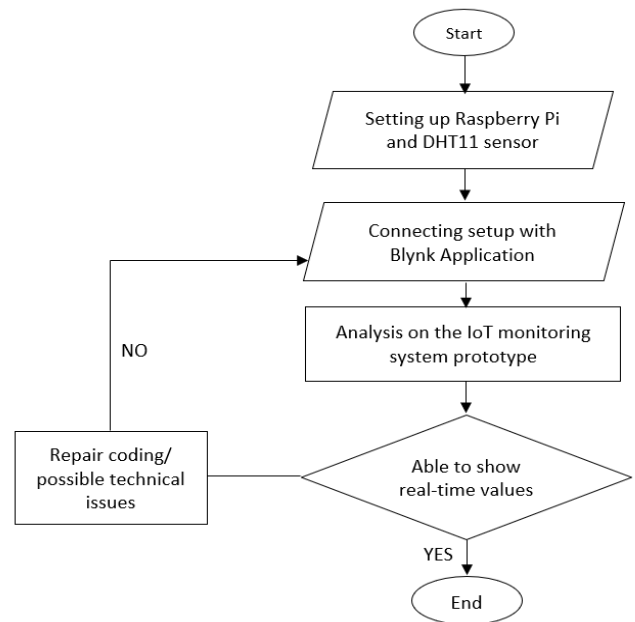 Start
Setting up Raspberry Pi
and DHT11 sensor
Connecting setup with
Blynk Application
Analysis on the IoT monitoring
system prototype
NO
Repair coding/
possible technical
issues
Able to show
real-time values
YES
End